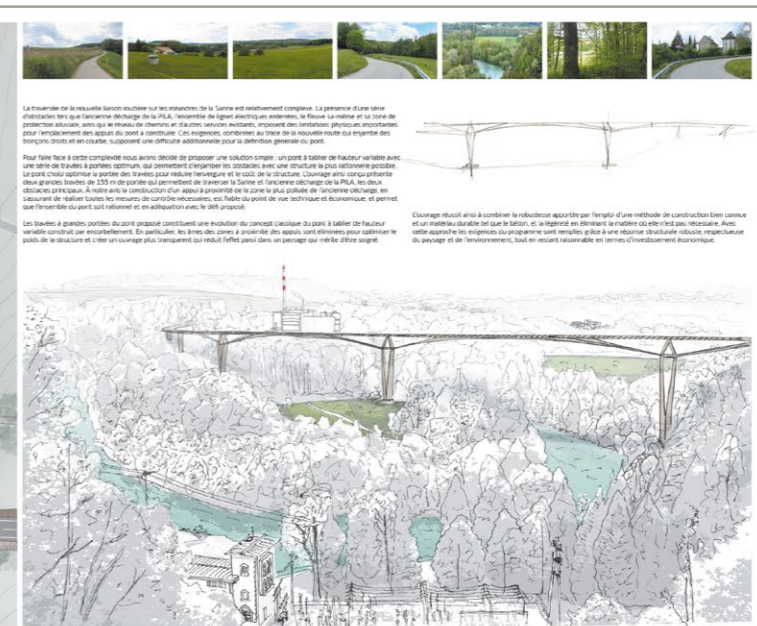 La traversée de la nouvelle liaison routière sur les méandres de la Sarine est relativement complexe. La présence d'une série
d'obstacles tels que l'ancienne décharge de la PILA, l'ensemble de lignes électriques enterrées, le fleuve lui-même et sa zone de
protection alluviale, ainsi que le réseau de chemins et d'autres services existants, imposent des limitations physiques importantes
pour l'emplacement des appuis du pont à construire. Ces exigences, combinées au tracé de la nouvelle route qui enjambe des
tronçons droits et en courbe, supposent une difficulté additionnelle pour la définition générale du pont.
Pour faire face à cette complexité nous avons décidé de proposer une solution simple : un pont à tablier de hauteur variable avec
une série de travées à portées optimum, qui permettent d'enjamber les obstacles avec une structure la plus rationnelle possible.
Le pont choisi optimise la portée des travées pour réduire l'envergure et le coût de la structure. L'ouvrage ainsi conçu présente
deux grandes travées de 155 m de portée qui permettent de traverser la Sarine et l'ancienne décharge de la PILA, les deux
obstacles principaux. À notre avis la construction d'un appui à proximité de la zone la plus polluée de l'ancienne décharge, en
s'assurant de réaliser toutes les mesures de contrôle nécessaires, est fiable du point de vue technique et économique, et permet
que l'ensemble du pont soit rationnel et en adéquation avec le défi proposé.
Les travées à grandes portées du pont proposé constituent une évolution du concept classique du pont à tablier de hauteur
variable construit par encorbellement. En particulier, les âmes des zones à proximité des appuis sont éliminées pour optimiser le
poids de la structure et créer un ouvrage plus transparent qui réduit l'effet paroi dans un paysage qui mérite d'être soigné.
L'ouvrage réussit ainsi à combiner la robustesse apportée par l'emploi d'une méthode de construction bien connue
et un matériau durable tel que le béton, et la légèreté en éliminant la matière où elle n'est pas nécessaire. Avec
cette approche les exigences du programme sont remplies grâce à une réponse structurale robuste, respectueuse
du paysage et de l'environnement, tout en restant raisonnable en termes d'investissement économique.